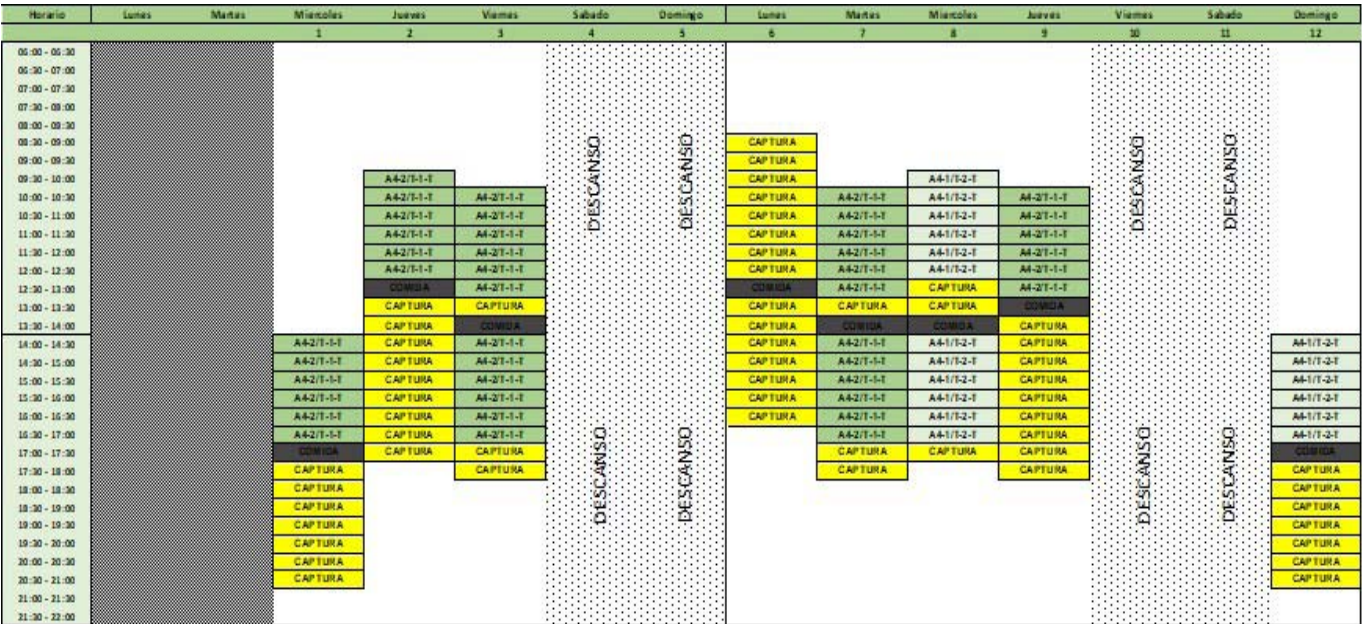 Horario Lunes Martes Miercoles Jueves Viernes Sabado Domingo Lunes Martes Miercoles Jueves Viernes Sabado Domingo
1 2 3 4 5 6 7 8 9 10 11 12
06:00 - 06:30
06:30 - 07:00
07:00 - 07:30
07:30 - 08:00
08:00 - 08:30
08:30 - 09:00 DESCANSO DESCANSO CAPTURA DESCANSO DESCANSO
09:00 - 09:30 CAPTURA
09:30 - 10:00 A4-2/T-1-T CAPTURA A4-1/T-2-T
10:00 - 10:30 A4-2/T-1-T A4-2/T-1-T CAPTURA A4-2/T-1-T A4-1/T-2-T A4-2/T-1-T
10:30 - 11:00 A4-2/T-1-T A4-2/T-1-T CAPTURA A4-2/T-1-T A4-1/T-2-T A4-2/T-1-T
11:00 - 11:30 A4-2/T-1-T A4-2/T-1-T CAPTURA A4-2/T-1-T A4-1/T-2-T A4-2/T-1-T
11:30 - 12:00 A4-2/T-1-T A4-2/T-1-T CAPTURA A4-2/T-1-T A4-1/T-2-T A4-2/T-1-T
12:00 - 12:30 A4-2/T-1-T A4-2/T-1-T CAPTURA A4-2/T-1-T A4-1/T-2-T A4-2/T-1-T
12:30 - 13:00 COMIDA A4-2/T-1-T COMIDA A4-2/T-1-T CAPTURA A4-2/T-1-T
13:00 - 13:30 CAPTURA CAPTURA CAPTURA CAPTURA CAPTURA COMIDA
13:30 - 14:00 CAPTURA COMIDA CAPTURA COMIDA COMIDA CAPTURA
14:00 - 14:30 A4-2/T-1-T CAPTURA A4-2/T-1-T CAPTURA A4-2/T-1-T A4-1/T-2-T CAPTURA A4-1/T-2-T
14:30 - 15:00 A4-2/T-1-T CAPTURA A4-2/T-1-T CAPTURA A4-2/T-1-T A4-1/T-2-T CAPTURA A4-1/T-2-T
15:00 - 15:30 A4-2/T-1-T CAPTURA A4-2/T-1-T CAPTURA A4-2/T-1-T A4-1/T-2-T CAPTURA A4-1/T-2-T
15:30 - 16:00 A4-2/T-1-T CAPTURA A4-2/T-1-T CAPTURA A4-2/T-1-T A4-1/T-2-T CAPTURA A4-1/T-2-T
16:00 - 16:30 A4-2/T-1-T CAPTURA A4-2/T-1-T CAPTURA A4-2/T-1-T A4-1/T-2-T CAPTURA A4-1/T-2-T
16:30 - 17:00 A4-2/T-1-T CAPTURA A4-2/T-1-T DESCANSO DESCANSO A4-2/T-1-T A4-1/T-2-T CAPTURA DESCANSO DESCANSO A4-1/T-2-T
17:00 - 17:30 COMIDA CAPTURA CAPTURA CAPTURA CAPTURA CAPTURA COMIDA
17:30 - 18:00 CAPTURA CAPTURA CAPTURA CAPTURA CAPTURA
18:00 - 18:30 CAPTURA CAPTURA
18:30 - 19:00 CAPTURA CAPTURA
19:00 - 19:30 CAPTURA CAPTURA
19:30 - 20:00 CAPTURA CAPTURA
20:00 - 20:30 CAPTURA CAPTURA
20:30 - 21:00 CAPTURA CAPTURA
21:00 - 21:30
21:30 - 22:00